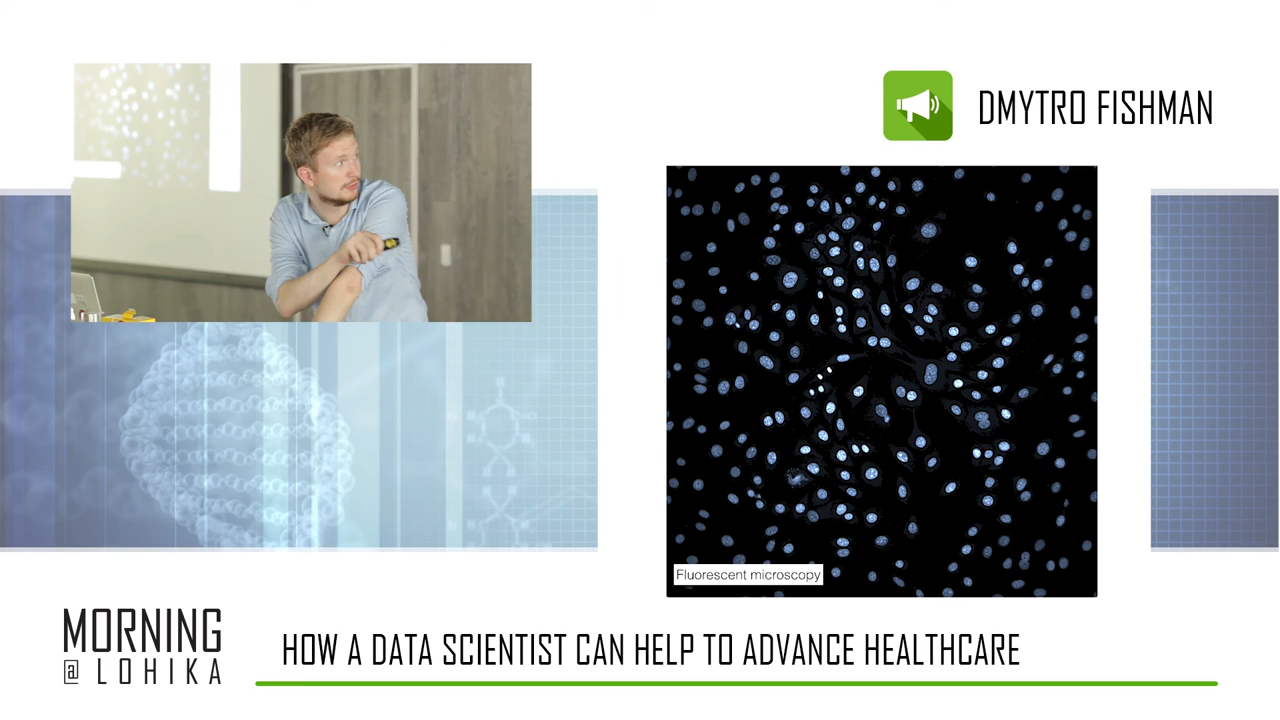 DMYTRO FISHMAN
Fluorescent microscopy
MORNING
@ LOHIKA
HOW A DATA SCIENTIST CAN HELP TO ADVANCE HEALTHCARE